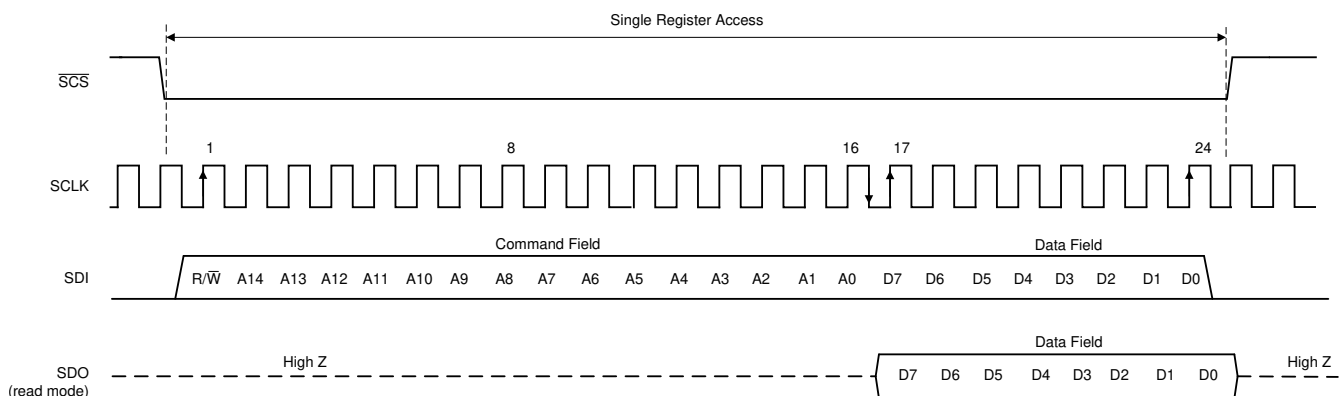 Single Register Access
SCS
1 8 16 17 24
SCLK
Command Field Data Field
SDI R/W A14 A13 A12 A11 A10 A9 A8 A7 A6 A5 A4 A3 A2 A1 A0 D7 D6 D5 D4 D3 D2 D1 D0
Data Field
High Z High Z
SDO D7 D6 D5 D4 D3 D2 D1 D0
(read mode)